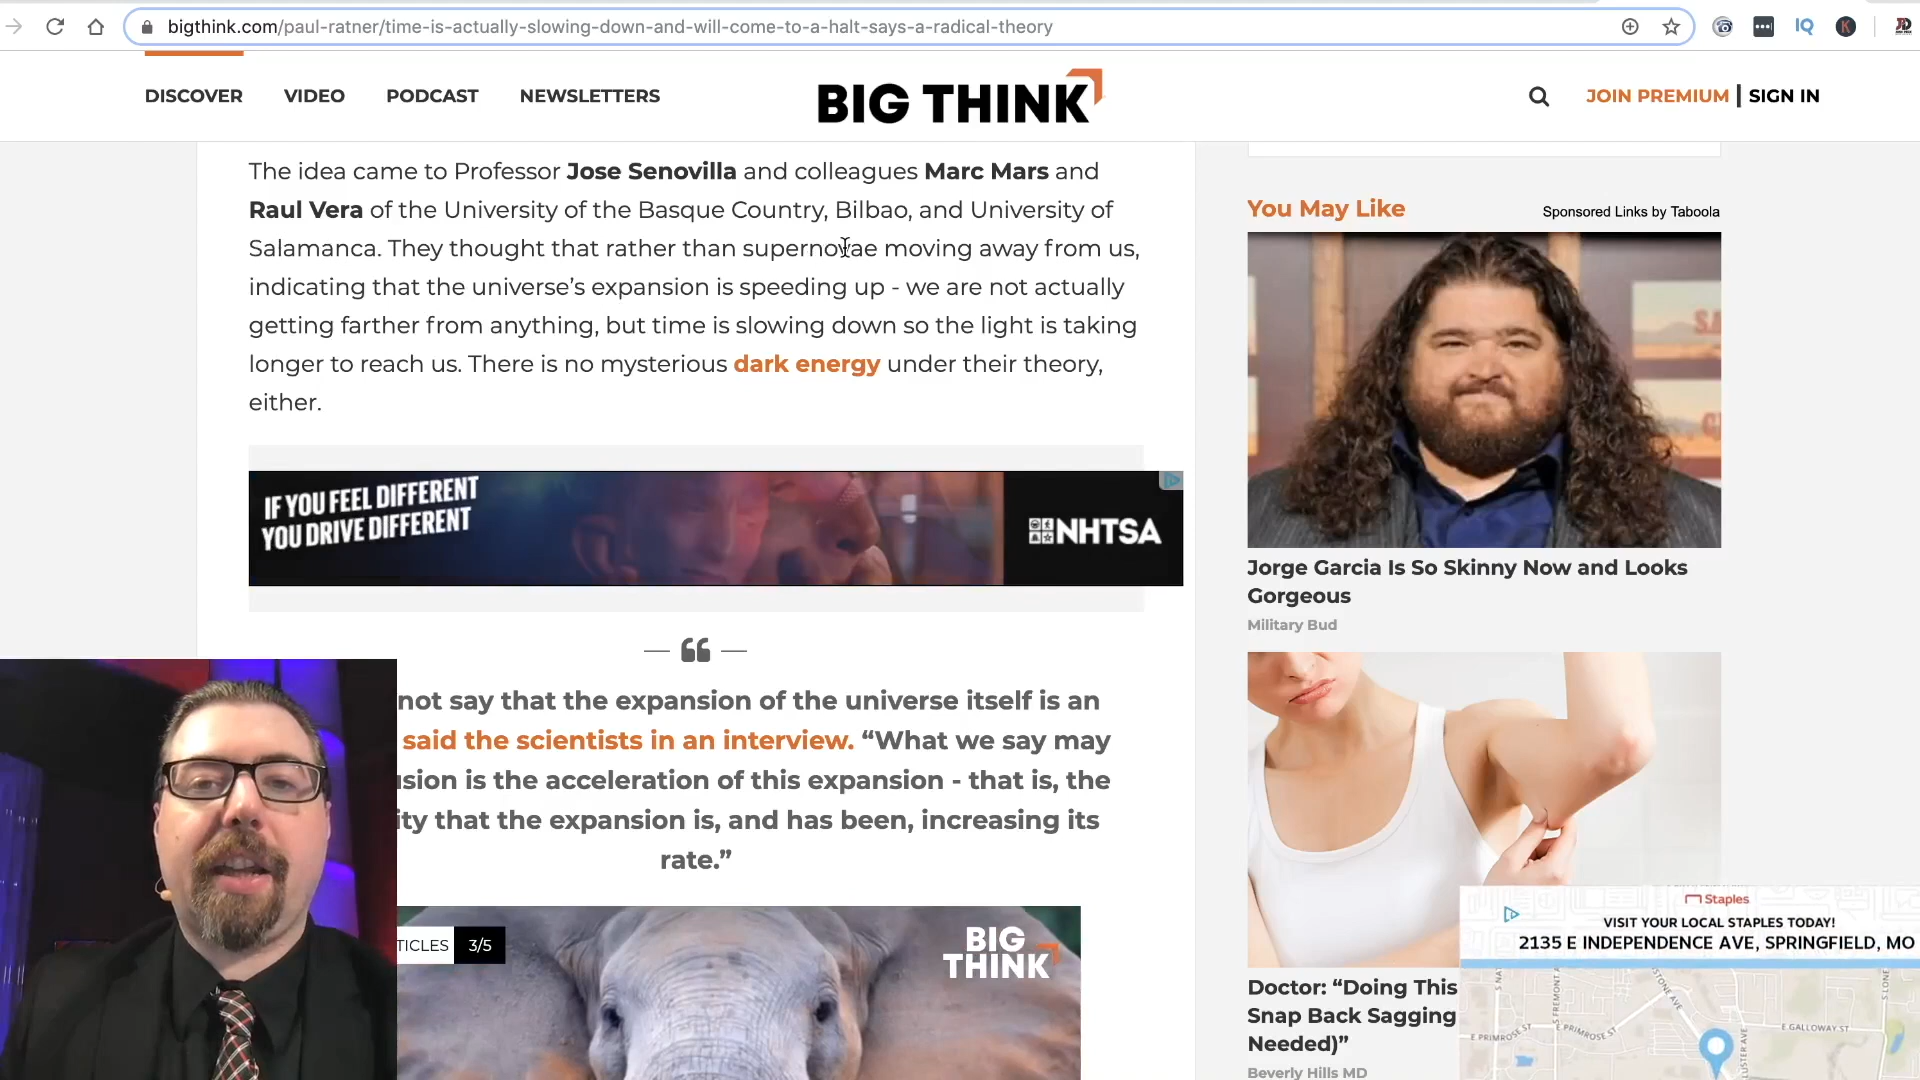 bigthink.com/paul-ratner/time-is-actually-slowing-down-and-will-come-to-a-halt-says-a-radical-theory
IQ
K
DISCOVER VIDEO PODCAST NEWSLETTERS
BIG THINK
JOIN PREMIUM | SIGN IN
The idea came to Professor Jose Senovilla and colleagues Marc Mars and
Raul Vera of the University of the Basque Country, Bilbao, and University of
Salamanca. They thought that rather than supernovae moving away from us,
indicating that the universe’s expansion is speeding up - we are not actually
getting farther from anything, but time is slowing down so the light is taking
longer to reach us. There is no mysterious dark energy under their theory,
either.
IF YOU FEEL DIFFERENT
YOU DRIVE DIFFERENT
NHTSA
not say that the expansion of the universe itself is an
said the scientists in an interview. “What we say may
usion is the acceleration of this expansion - that is, the
ity that the expansion is, and has been, increasing its
rate.”
TICLES 3/5
BIG
THINK
You May Like
Sponsored Links by Taboola
Jorge Garcia Is So Skinny Now and Looks
Gorgeous
Military Bud
Doctor: “Doing This
Snap Back Sagging
Needed)”
Beverly Hills MD
Staples
VISIT YOUR LOCAL STAPLES TODAY!
2135 E INDEPENDENCE AVE, SPRINGFIELD, MO
E PRIMROSE ST
E PRIMROSE ST
E GALLOWAY ST